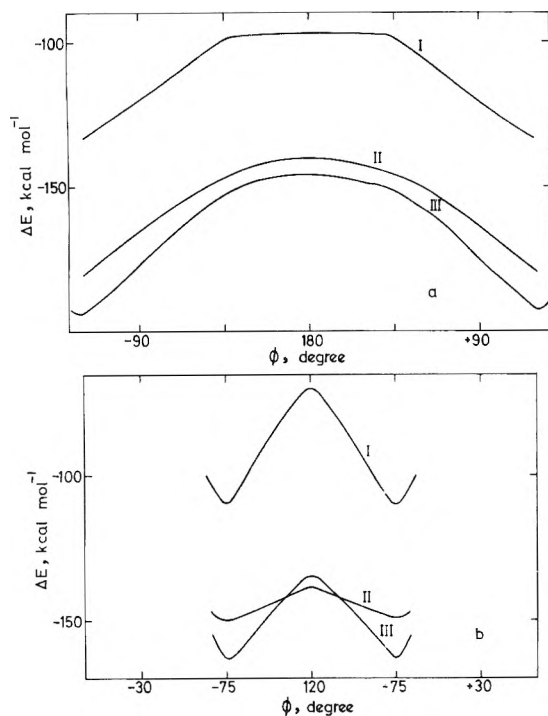 -100
-150
ΔE, kcal mol⁻¹
I
II
III
a
-90
180
+90
ϕ, degree
-100
-150
ΔE, kcal mol⁻¹
I
II
III
b
-30
-75
120
-75
+30
ϕ, degree